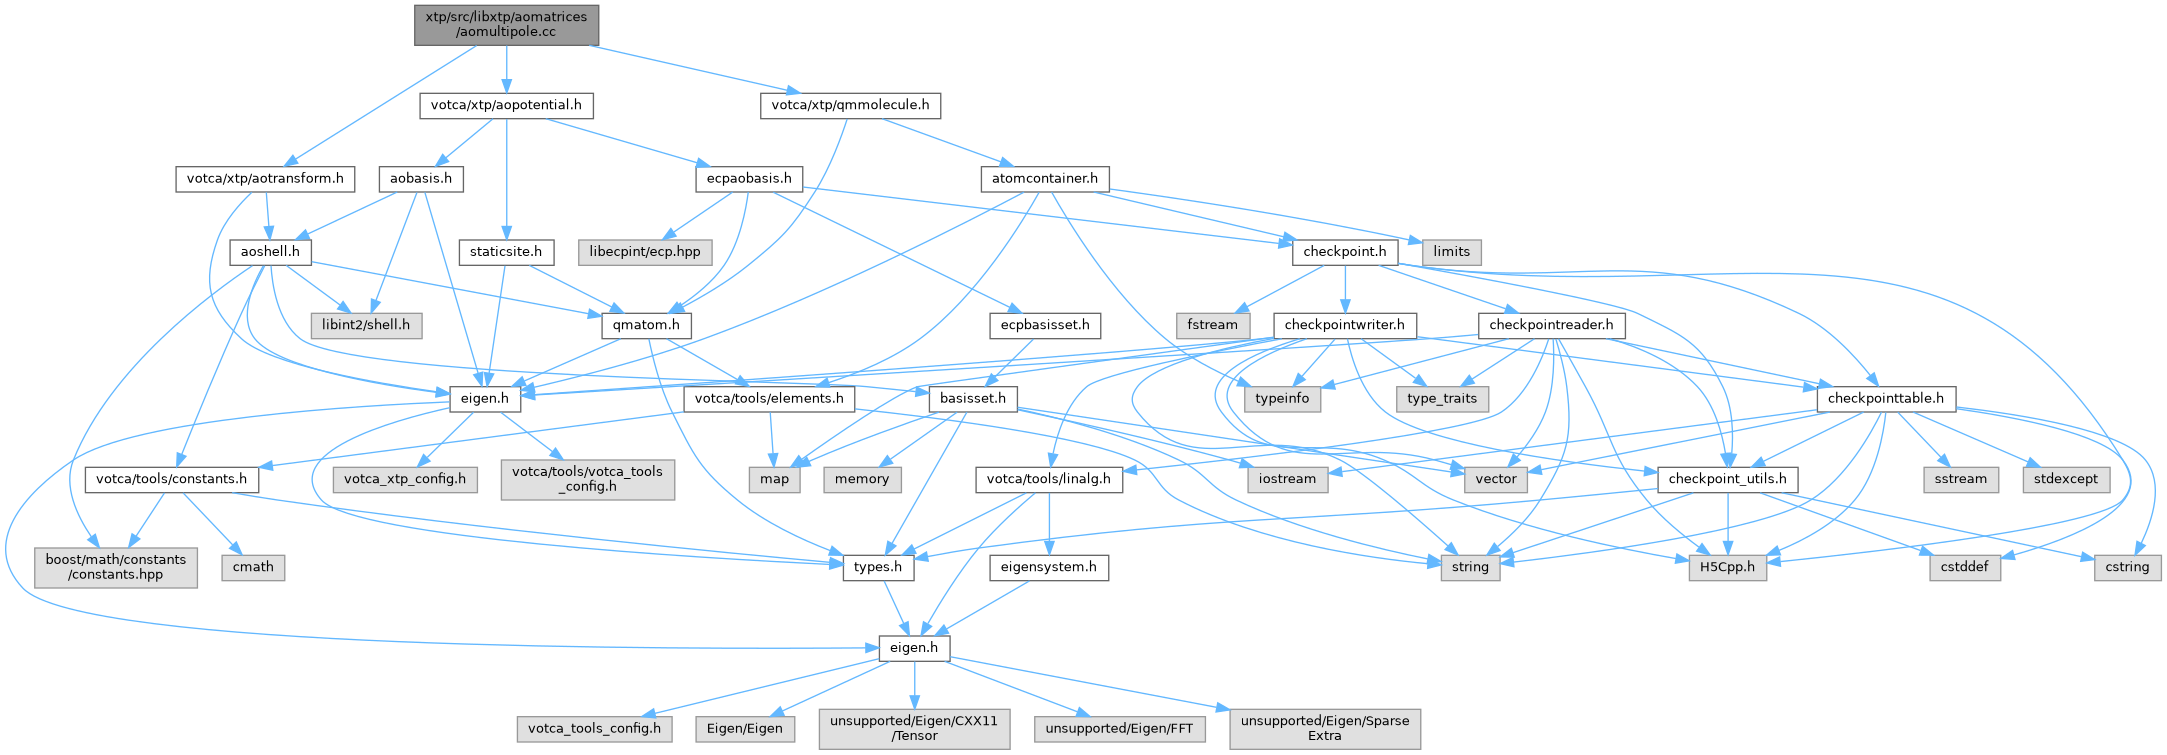 xtp/src/libxtp/aomatrices
/aomultipole.cc
votca/xtp/aopotential.h
votca/xtp/qmmolecule.h
votca/xtp/aotransform.h
aobasis.h
ecpaobasis.h
atomcontainer.h
aoshell.h
staticsite.h
libecpint/ecp.hpp
checkpoint.h
limits
libint2/shell.h
qmatom.h
ecpbasisset.h
fstream
checkpointwriter.h
checkpointreader.h
eigen.h
votca/tools/elements.h
basisset.h
typeinfo
type_traits
checkpointtable.h
votca/tools/constants.h
votca_xtp_config.h
votca/tools/votca_tools
_config.h
map
memory
votca/tools/linalg.h
iostream
vector
checkpoint_utils.h
sstream
stdexcept
boost/math/constants
/constants.hpp
cmath
types.h
eigensystem.h
string
H5Cpp.h
cstddef
cstring
eigen.h
votca_tools_config.h
Eigen/Eigen
unsupported/Eigen/CXX11
/Tensor
unsupported/Eigen/FFT
unsupported/Eigen/Sparse
Extra